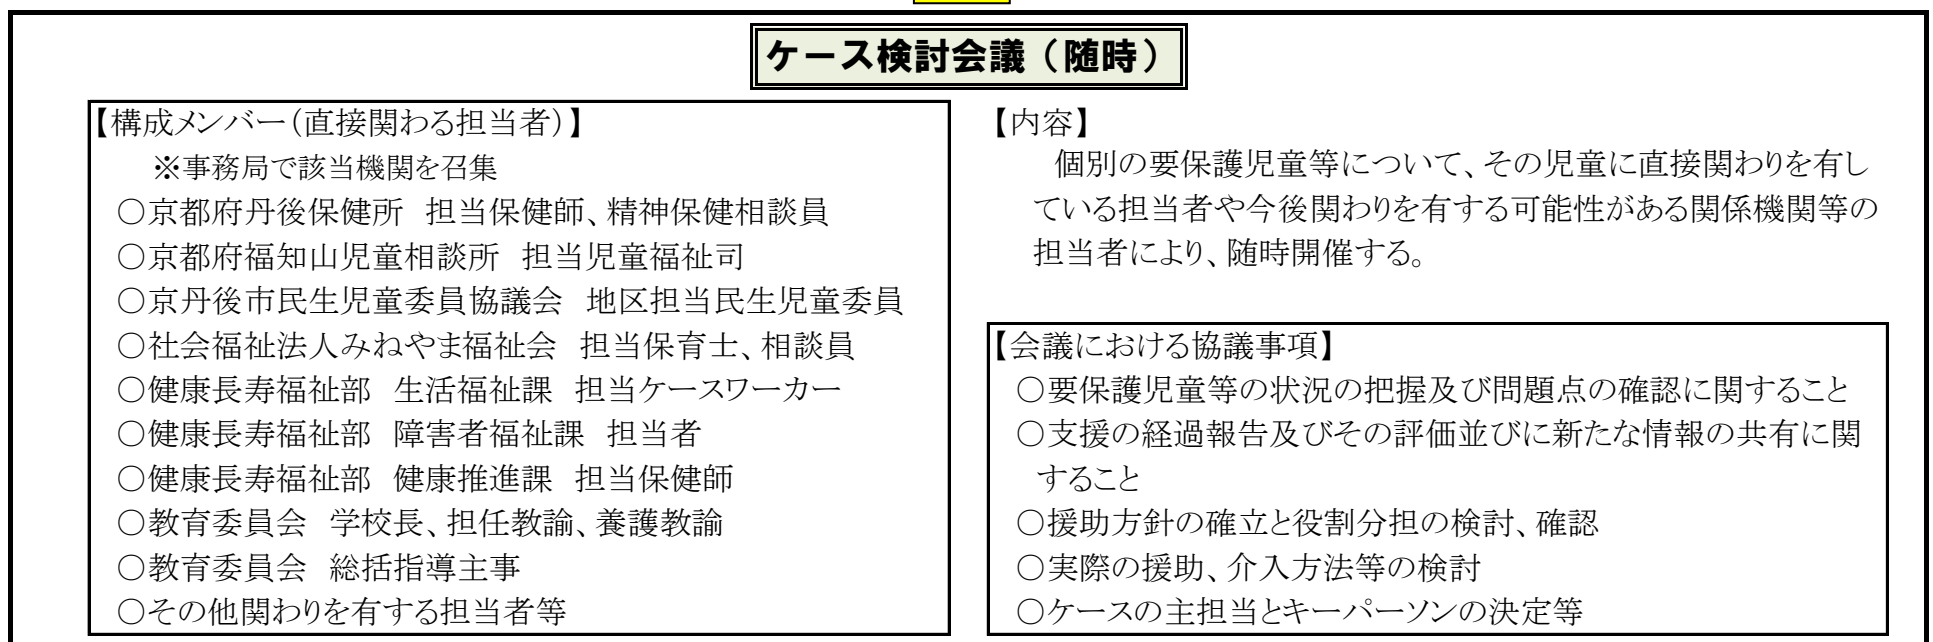 ケース検討会議（随時）
【構成メンバー（直接関わる担当者）】
※事務局で該当機関を召集
○京都府丹後保健所　担当保健師、精神保健相談員
○京都府福知山児童相談所　担当児童福祉司
○京丹後市民生児童委員協議会　地区担当民生児童委員
○社会福祉法人みねやま福祉会　担当保育士、相談員
○健康長寿福祉部　生活福祉課　担当ケースワーカー
○健康長寿福祉部　障害者福祉課　担当者
○健康長寿福祉部　健康推進課　担当保健師
○教育委員会　学校長、担任教諭、養護教諭
○教育委員会　総括指導主事
○その他関わりを有する担当者等
【内容】
個別の要保護児童等について、その児童に直接関わりを有し
ている担当者や今後関わりを有する可能性がある関係機関等の
担当者により、随時開催する。
【会議における協議事項】
○要保護児童等の状況の把握及び問題点の確認に関すること
○支援の経過報告及びその評価並びに新たな情報の共有に関
すること
○援助方針の確立と役割分担の検討、確認
○実際の援助、介入方法等の検討
○ケースの主担当とキーパーソンの決定等